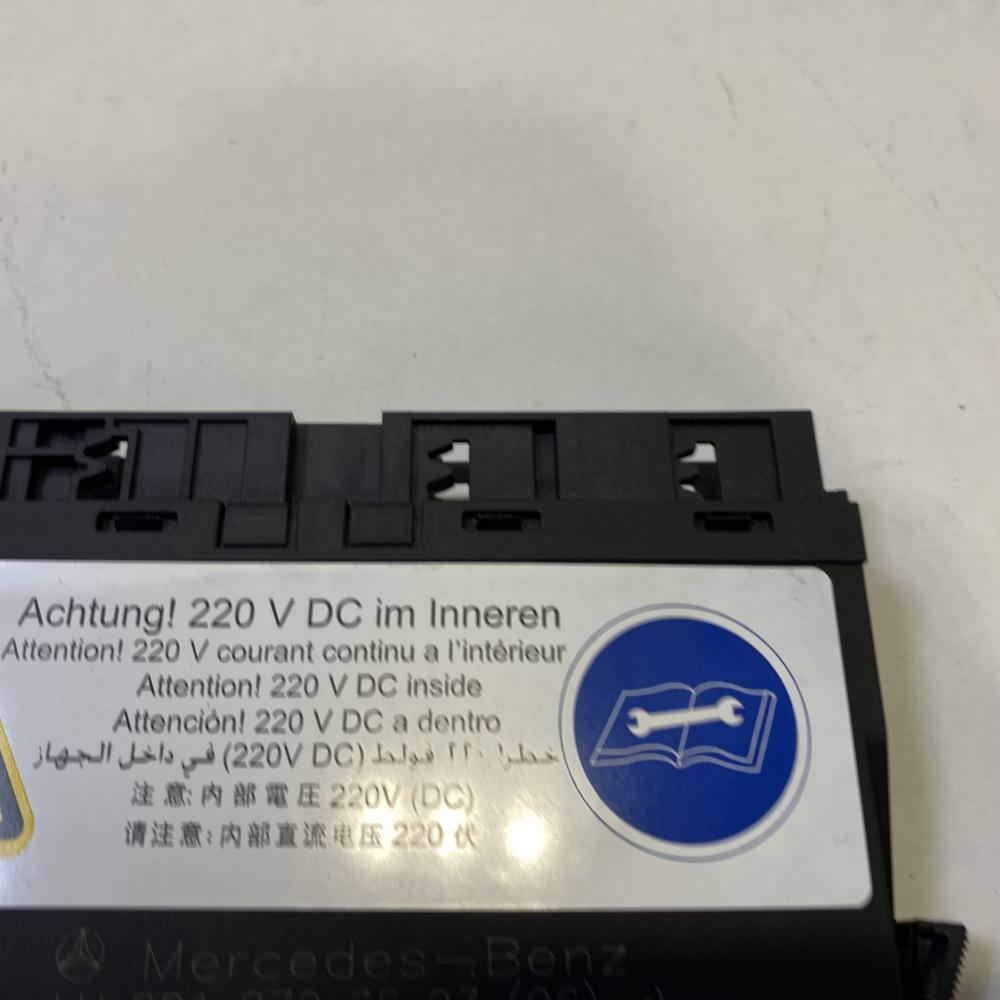 Achtung! 220 V DC im Inneren
Attention! 220 V courant continu a l'intérieur
Attention! 220 V DC inside
Attención! 220 V DC a dentro
خطر! ٢٢٠ فولط (220V DC) في داخل الجهاز
注意: 内部電圧 220V (DC)
请注意: 内部直流电压 220 伏
Mercedes-Benz